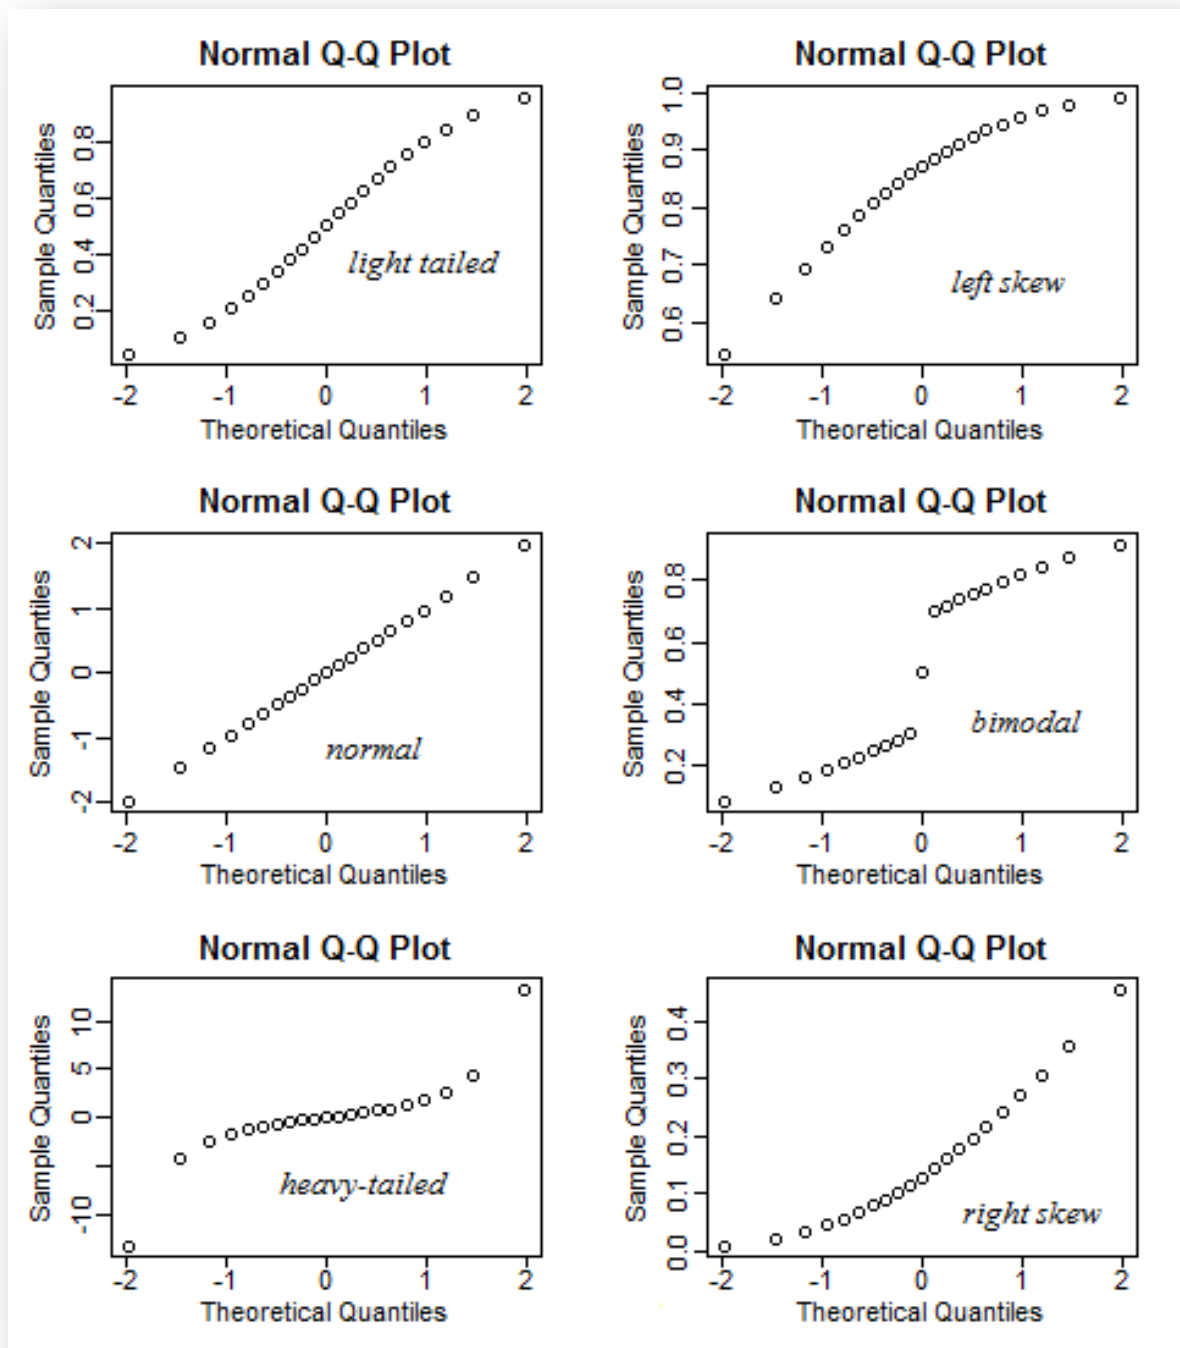 Normal Q-Q Plot
Sample Quantiles
0.8
0.6
0.4
0.2
light tailed
-2 -1 0 1 2
Theoretical Quantiles
Normal Q-Q Plot
Sample Quantiles
1.0
0.9
0.8
0.7
0.6
left skew
-2 -1 0 1 2
Theoretical Quantiles
Normal Q-Q Plot
Sample Quantiles
2
1
0
-1
-2
normal
-2 -1 0 1 2
Theoretical Quantiles
Normal Q-Q Plot
Sample Quantiles
0.8
0.6
0.4
0.2
bimodal
-2 -1 0 1 2
Theoretical Quantiles
Normal Q-Q Plot
Sample Quantiles
10
5
0
-10
heavy-tailed
-2 -1 0 1 2
Theoretical Quantiles
Normal Q-Q Plot
Sample Quantiles
0.4
0.3
0.2
0.1
0.0
right skew
-2 -1 0 1 2
Theoretical Quantiles